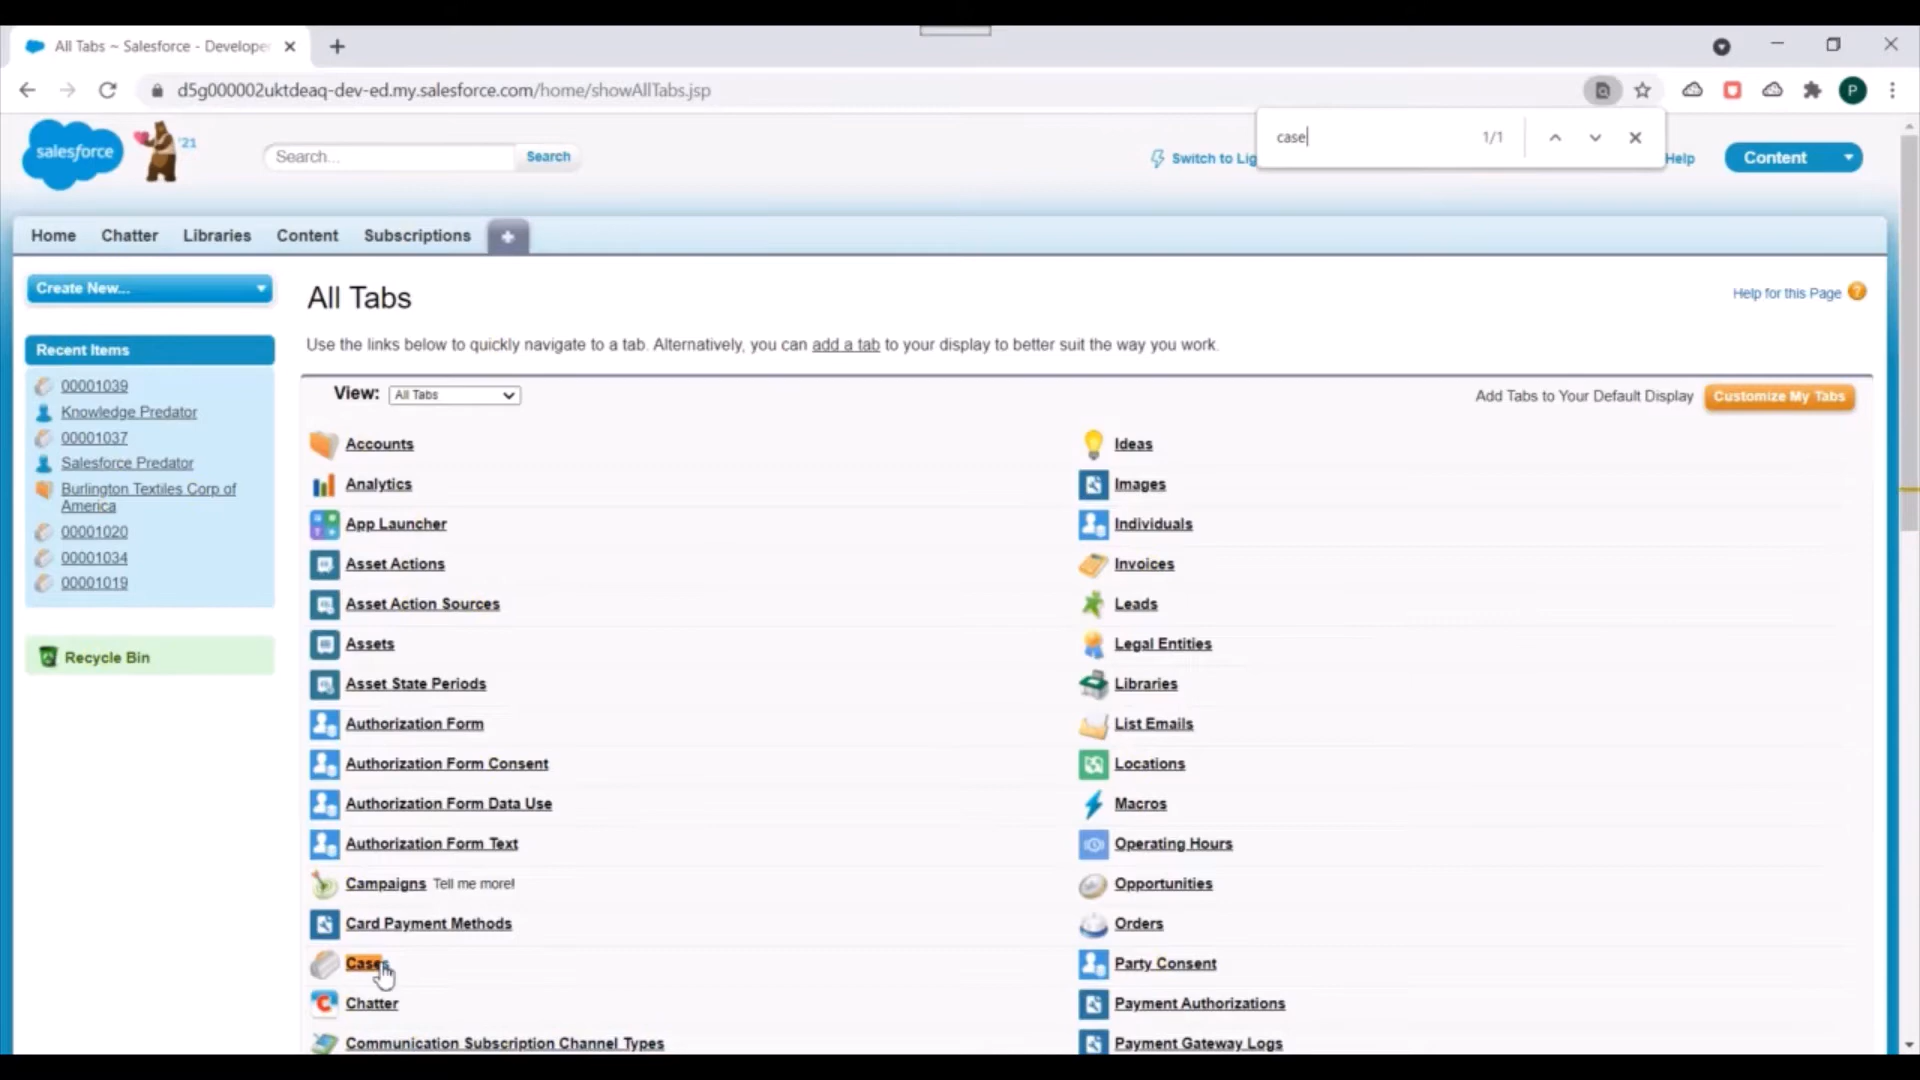 All Tabs ~ Salesforce - Develope
d5g000002uktdeaq-dev-ed.my.salesforce.com/home/showAllTabs.jsp
P
case
1/1
salesforce
'21
Search...
Search
Switch to Lig
Help
Content
Home
Chatter
Libraries
Content
Subscriptions
Create New...
Recent Items
00001039
Knowledge Predator
00001037
Salesforce Predator
Burlington Textiles Corp of
America
00001020
00001034
00001019
Recycle Bin
All Tabs
Help for this Page
Use the links below to quickly navigate to a tab. Alternatively, you can add a tab to your display to better suit the way you work.
View: All Tabs
Add Tabs to Your Default Display
Customize My Tabs
Accounts
Analytics
App Launcher
Asset Actions
Asset Action Sources
Assets
Asset State Periods
Authorization Form
Authorization Form Consent
Authorization Form Data Use
Authorization Form Text
Campaigns Tell me more!
Card Payment Methods
Cases
Chatter
Communication Subscription Channel Types
Ideas
Images
Individuals
Invoices
Leads
Legal Entities
Libraries
List Emails
Locations
Macros
Operating Hours
Opportunities
Orders
Party Consent
Payment Authorizations
Payment Gateway Logs